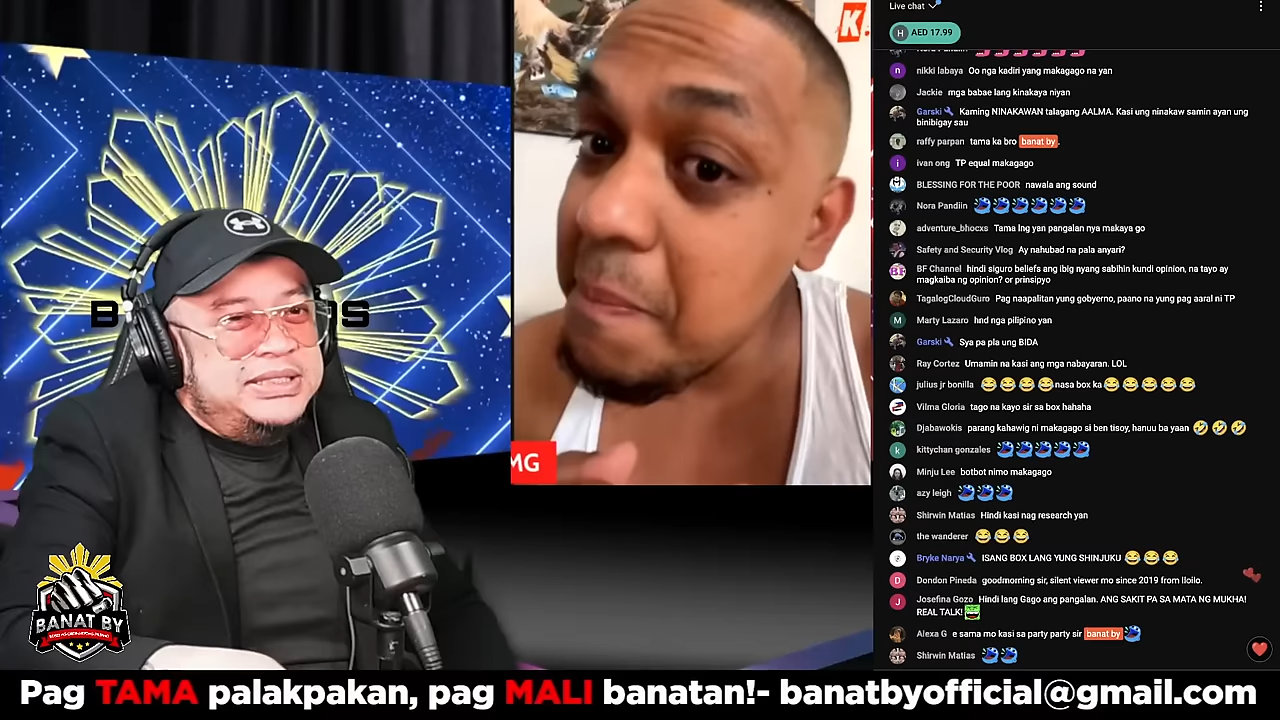 B
US
K.
MG
BANAT BY
Pag TAMA palakpakan, pag MALI banatan!- banatbyofficial@gmail.com
Live chat
H AED 17.99
nikki labaya Oo nga kadiri yang makagago na yan
Jackie mga babae lang kinakaya niyan
Garski Kaming NINAKAWAN talagang AALMA. Kasi ung ninakaw samin ayan ung
binibigay sau
raffy parpan tama ka bro banat by.
ivan ong TP equal makagago
BLESSING FOR THE POOR nawala ang sound
Nora Pandiin
adventure_bhocxs Tama lng yan pangalan nya makaya go
Safety and Security Vlog Ay nahubad na pala anyari?
BF Channel hindi siguro beliefs ang ibig nyang sabihin kundi opinion, na tayo ay
magkaiba ng opinion? or prinsipyo
TagalogCloudGuro Pag naapalitan yung gobyerno, paano na yung pag aaral ni TP
Marty Lazaro hnd nga pilipino yan
Garski Sya pa pla ung BIDA
Ray Cortez Umamin na kasi ang mga nabayaran. LOL
julius jr bonilla nasa box ka
Vilma Gloria tago na kayo sir sa box hahaha
Djabawokis parang kahawig ni makagago si ben tisoy, hanuu ba yaan
kittychan gonzales
Minju Lee botbot nimo makagago
azy leigh
Shirwin Matias Hindi kasi nag research yan
the wanderer
Bryke Narya ISANG BOX LANG YUNG SHINJUKU
Dondon Pineda goodmorning sir, silent viewer mo since 2019 from Iloilo.
Josefina Gozo Hindi lang Gago ang pangalan. ANG SAKIT PA SA MATA NG MUKHA!
REAL TALK!
Alexa G e sama mo kasi sa party party sir banat by
Shirwin Matias